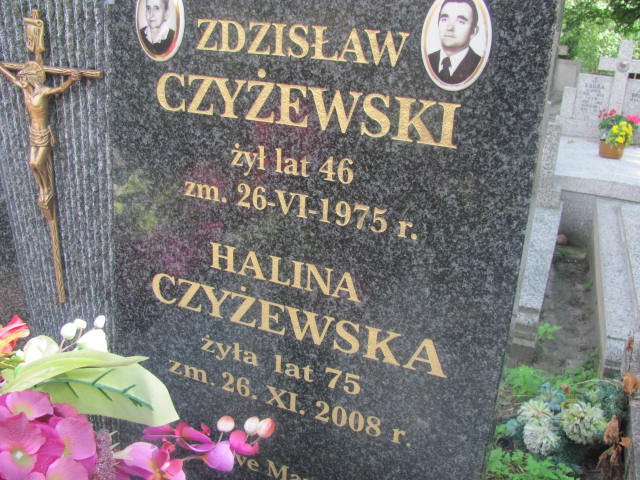 ZDZISŁAW
CZYŻEWSKI
żył lat 46
zm. 26-VI-1975 r.
HALINA
CZYŻEWSKA
żyła lat 75
zm. 26. XI. 2008 r.